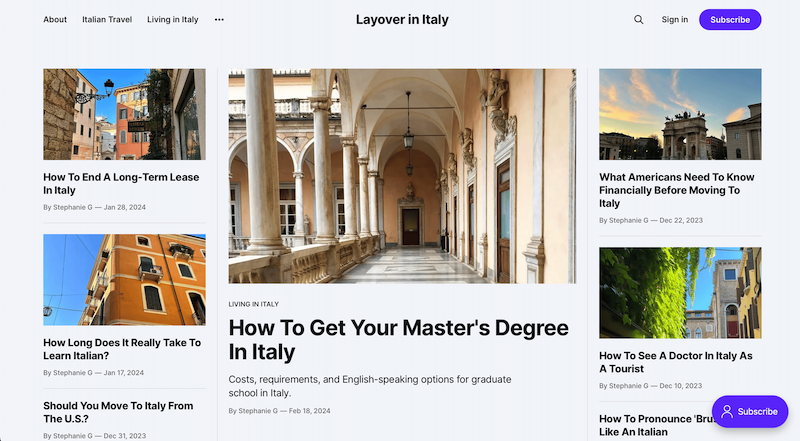 About Italian Travel Living in Italy ••• Layover in Italy Sign in Subscribe
How To End A Long-Term Lease
In Italy
By Stephanie G — Jan 28, 2024
How Long Does It Really Take To
Learn Italian?
By Stephanie G — Jan 17, 2024
Should You Move To Italy From
The U.S.?
By Stephanie G — Dec 31, 2023
LIVING IN ITALY
How To Get Your Master's Degree
In Italy
Costs, requirements, and English-speaking options for graduate
school in Italy.
By Stephanie G — Feb 18, 2024
What Americans Need To Know
Financially Before Moving To
Italy
By Stephanie G — Dec 22, 2023
How To See A Doctor In Italy As
A Tourist
By Stephanie G — Dec 10, 2023
How To Pronounce
Like An Italian
Subscribe